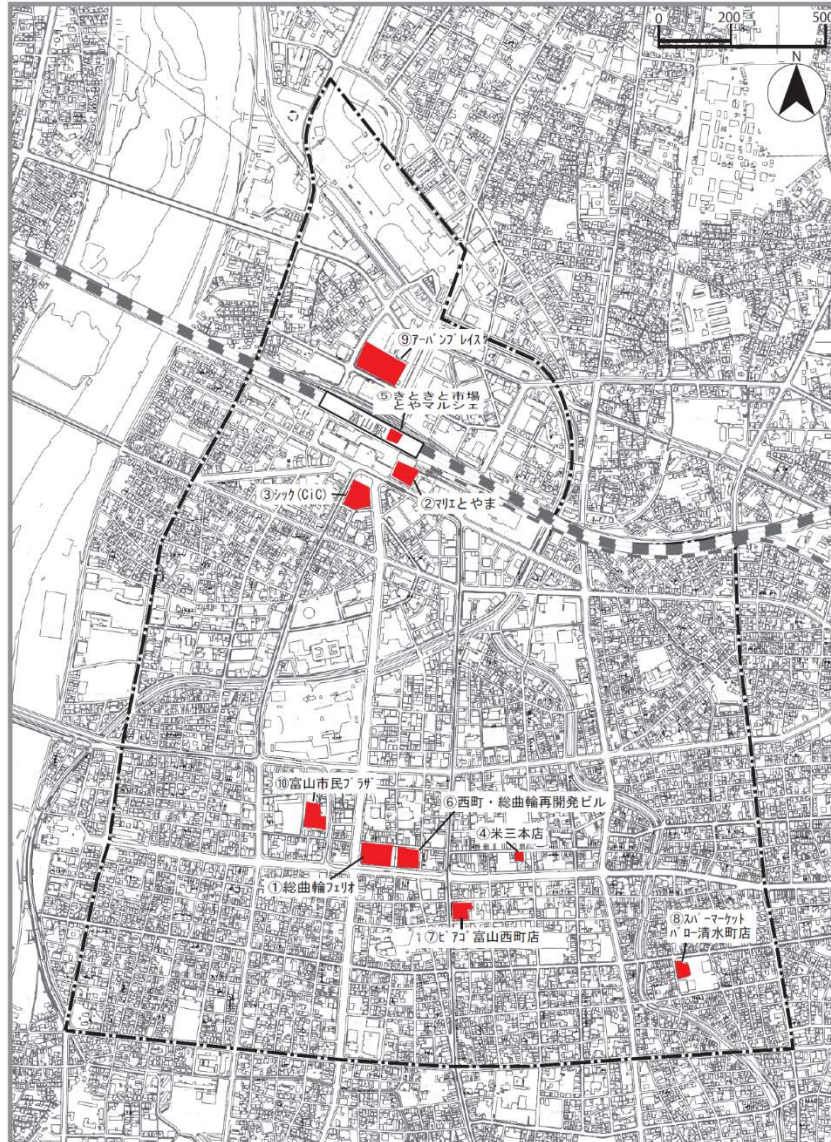 0 200 500
N
⑨アーバンプレイス
⑤きときと市場
とやマルシェ
富山駅
③シック(CiC)
②マリエとやま
⑩富山市民プラザ
⑥西町・総曲輪再開発ビル
④米三本店
①総曲輪フェリオ
⑦ピアゴ富山西町店
⑧スーパーマーケット
バロー清水町店